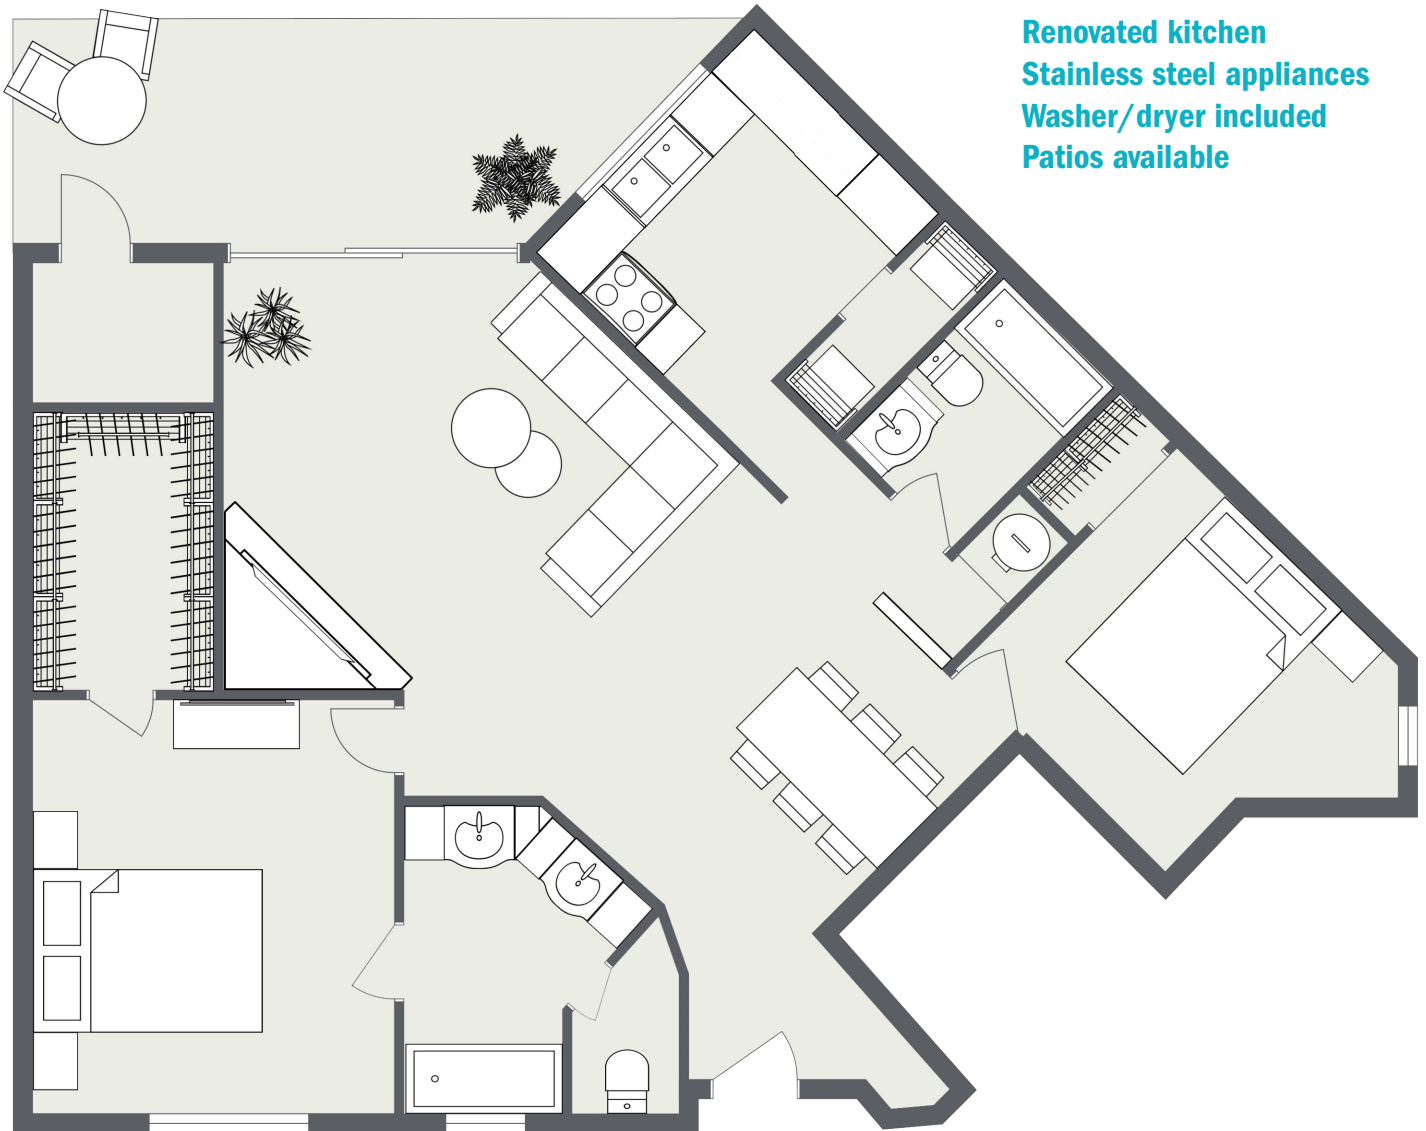 Renovated kitchen
Stainless steel appliances
Washer/dryer included
Patios available